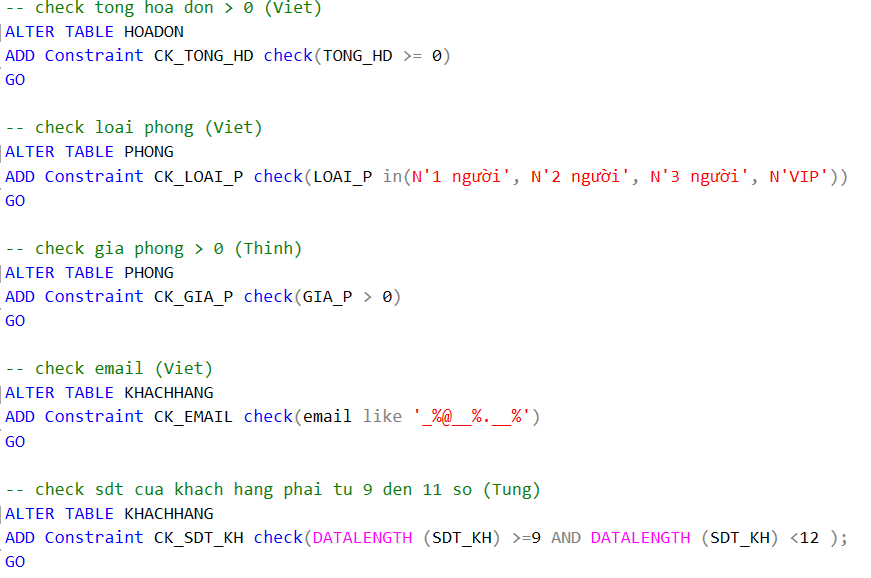 -- check tong hoa don > 0 (Viet)
ALTER TABLE HOADON
ADD Constraint CK_TONG_HD check(TONG_HD >= 0)
GO
-- check loai phong (Viet)
ALTER TABLE PHONG
ADD Constraint CK_LOAI_P check(LOAI_P in(N'1 người', N'2 người', N'3 người', N'VIP'))
GO
-- check gia phong > 0 (Thinh)
ALTER TABLE PHONG
ADD Constraint CK_GIA_P check(GIA_P > 0)
GO
-- check email (Viet)
ALTER TABLE KHACHHANG
ADD Constraint CK_EMAIL check(email like '_%@__%.__%')
GO
-- check sdt cua khach hang phai tu 9 den 11 so (Tung)
ALTER TABLE KHACHHANG
ADD Constraint CK_SDT_KH check(DATALENGTH (SDT_KH) >=9 AND DATALENGTH (SDT_KH) <12 );
GO